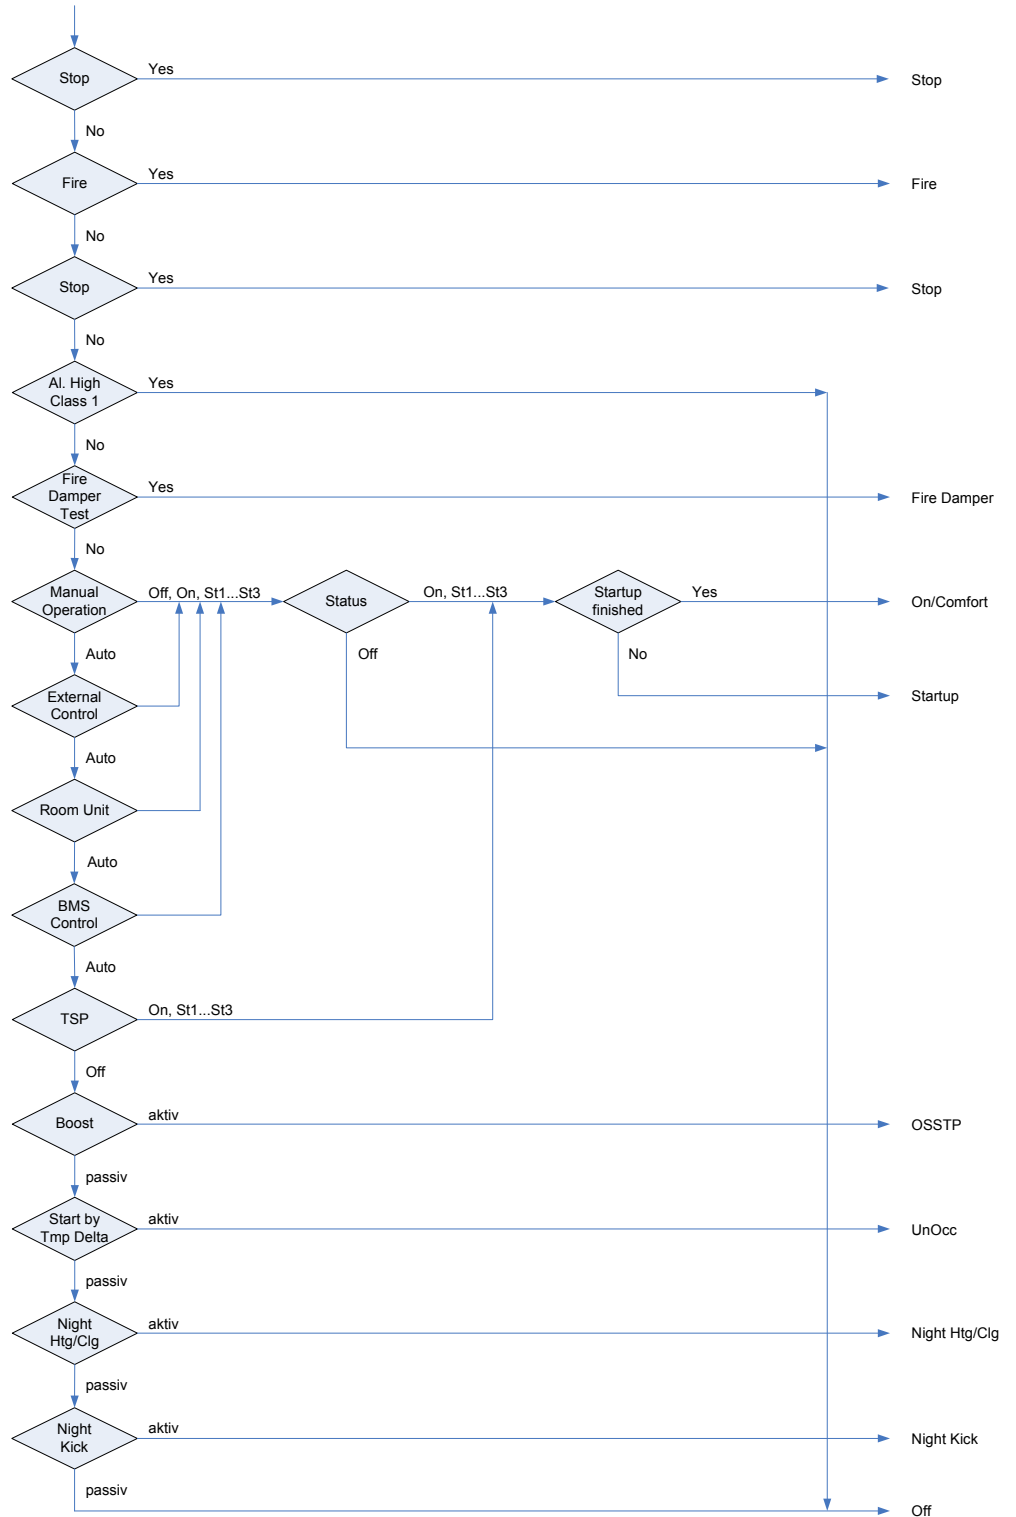 Stop
Yes
Stop
No
Fire
Yes
Fire
No
Stop
Yes
Stop
No
Al. High
Class 1
Yes
No
Fire
Damper
Test
Yes
Fire Damper
No
Manual
Operation
Off, On, St1...St3
Status
On, St1...St3
Startup
finished
Yes
On/Comfort
Auto
Off
No
External
Control
Startup
Auto
Room Unit
Auto
BMS
Control
Auto
TSP
On, St1...St3
Off
Boost
aktiv
OSSTP
passiv
Start by
Tmp Delta
aktiv
UnOcc
passiv
Night
Htg/Clg
aktiv
Night Htg/Clg
passiv
Night
Kick
aktiv
Night Kick
passiv
Off